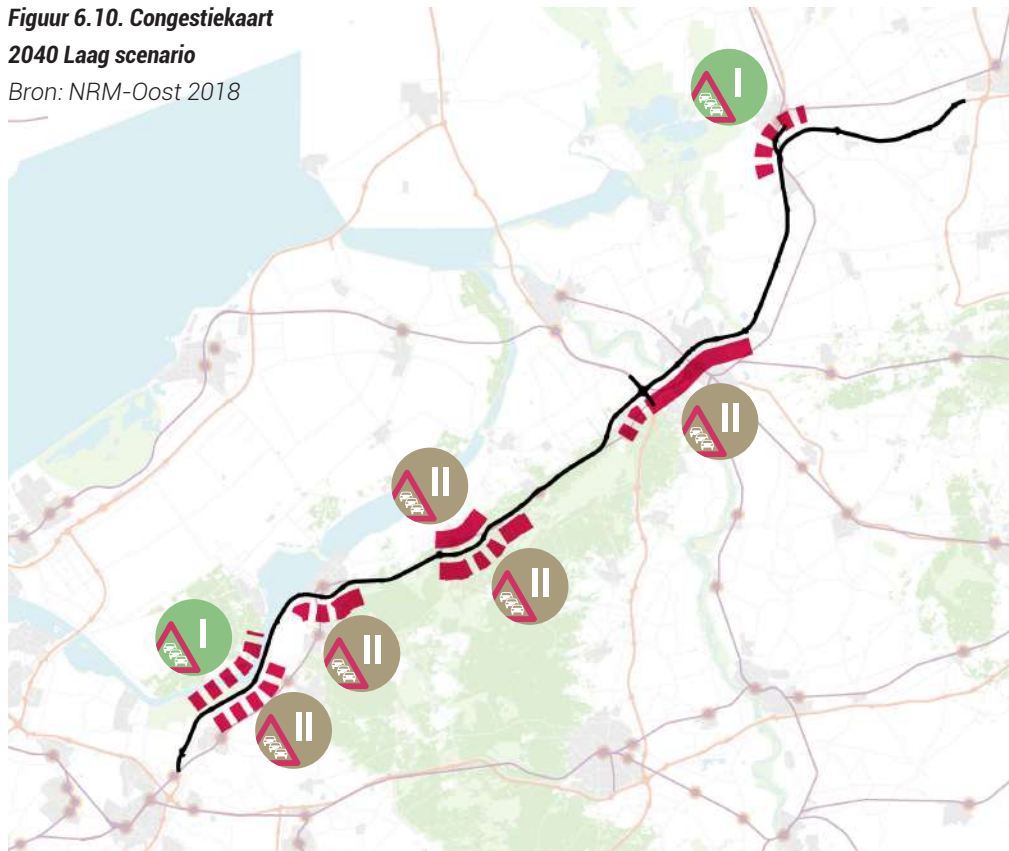 Figuur 6.10. Congestiekaart
2040 Laag scenario
Bron: NRM-Oost 2018
I
II
II
II
I
II
II